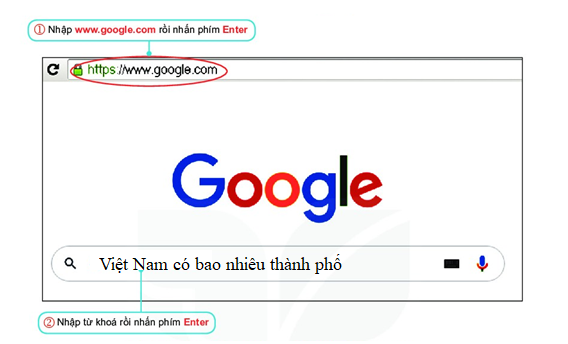 ① Nhập www.google.com rồi nhấn phím Enter
https://www.google.com
Google
Việt Nam có bao nhiêu thành phố
② Nhập từ khoá rồi nhấn phím Enter